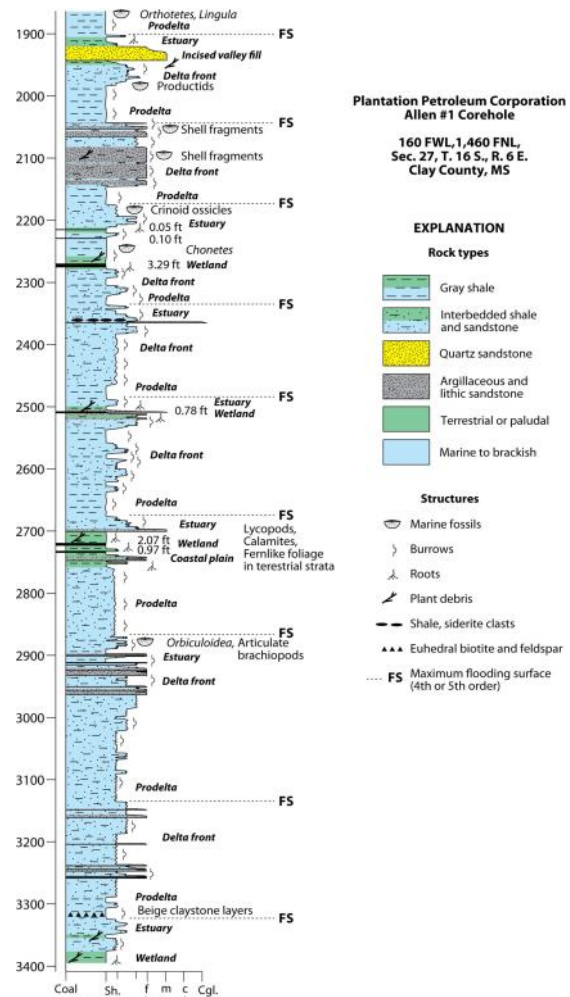 Orthotetes, Lingula
1900
Prodelta
FS
Estuary
Incised valley fill
Delta front
Productids
2000
Prodelta
FS
Shell fragments
2100
Shell fragments
Delta front
Prodelta
FS
Crinoid ossicles
2200
0.05 ft Estuary
0.10 ft
Chonetes
3.29 ft Wetland
2300
Delta front
Prodelta
FS
Estuary
2400
Delta front
Prodelta
FS
2500
Estuary
0.78 ft Wetland
Delta front
2600
Prodelta
FS
2700
Estuary
2.07 ft Wetland
0.97 ft Coastal plain
Lycopods,
Calamites,
Fernlike foliage
in terestrial strata
2800
Prodelta
FS
Orbiculoidea, Articulate
brachiopods
2900
Estuary
Delta front
3000
Prodelta
3100
FS
3200
Delta front
3300
Prodelta
Beige claystone layers
FS
Estuary
3400
Wetland
Coal Sh. f m c Cgl.
Plantation Petroleum Corporation
Allen #1 Corehole
160 FWL,1,460 FNL,
Sec. 27, T. 16 S., R. 6 E.
Clay County, MS
EXPLANATION
Rock types
Gray shale
Interbedded shale
and sandstone
Quartz sandstone
Argillaceous and
lithic sandstone
Terrestrial or paludal
Marine to brackish
Structures
Marine fossils
Burrows
Roots
Plant debris
Shale, siderite clasts
Euhedral biotite and feldspar
FS Maximum flooding surface
(4th or 5th order)